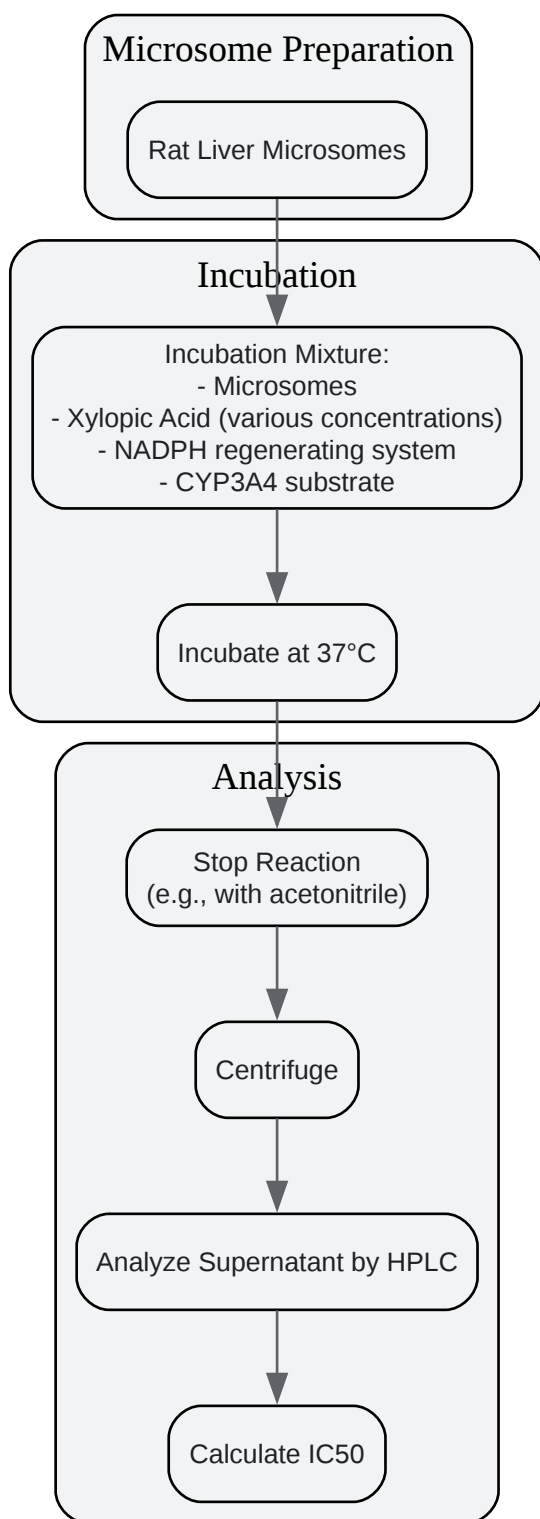 Microsome Preparation
Rat Liver Microsomes
Incubation
Incubation Mixture:
- Microsomes
- Xylopic Acid (various concentrations)
- NADPH regenerating system
- CYP3A4 substrate
Incubate at 37°C
Analysis
Stop Reaction
(e.g., with acetonitrile)
Centrifuge
Analyze Supernatant by HPLC
Calculate IC50